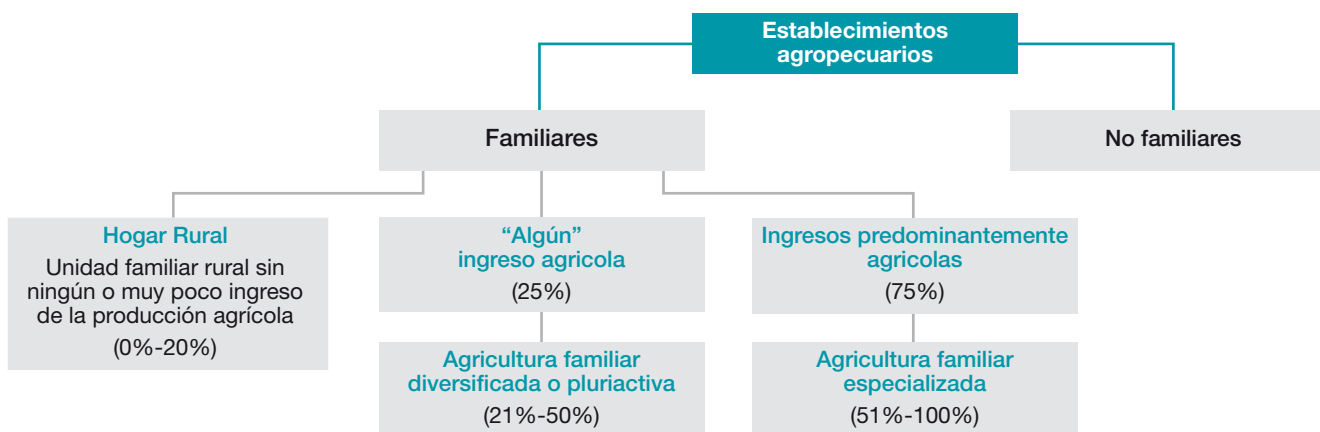 Establecimientos
agropecuarios
Familiares
No familiares
Hogar Rural
Unidad familiar rural sin
ningún o muy poco ingreso
de la producción agrícola
(0%-20%)
“Algún”
ingreso agricola
(25%)
Ingresos predominantemente
agricolas
(75%)
Agricultura familiar
diversificada o pluriactiva
(21%-50%)
Agricultura familiar
especializada
(51%-100%)